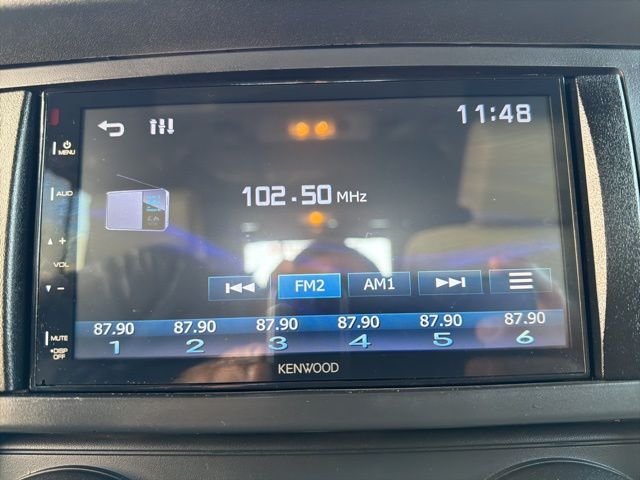 11:48
MENU
AUD
102.50 MHz
+
VOL
−
FM2 AM1
87.90 87.90 87.90 87.90 87.90 87.90
1 2 3 4 5 6
MUTE
*DISP
OFF
KENWOOD